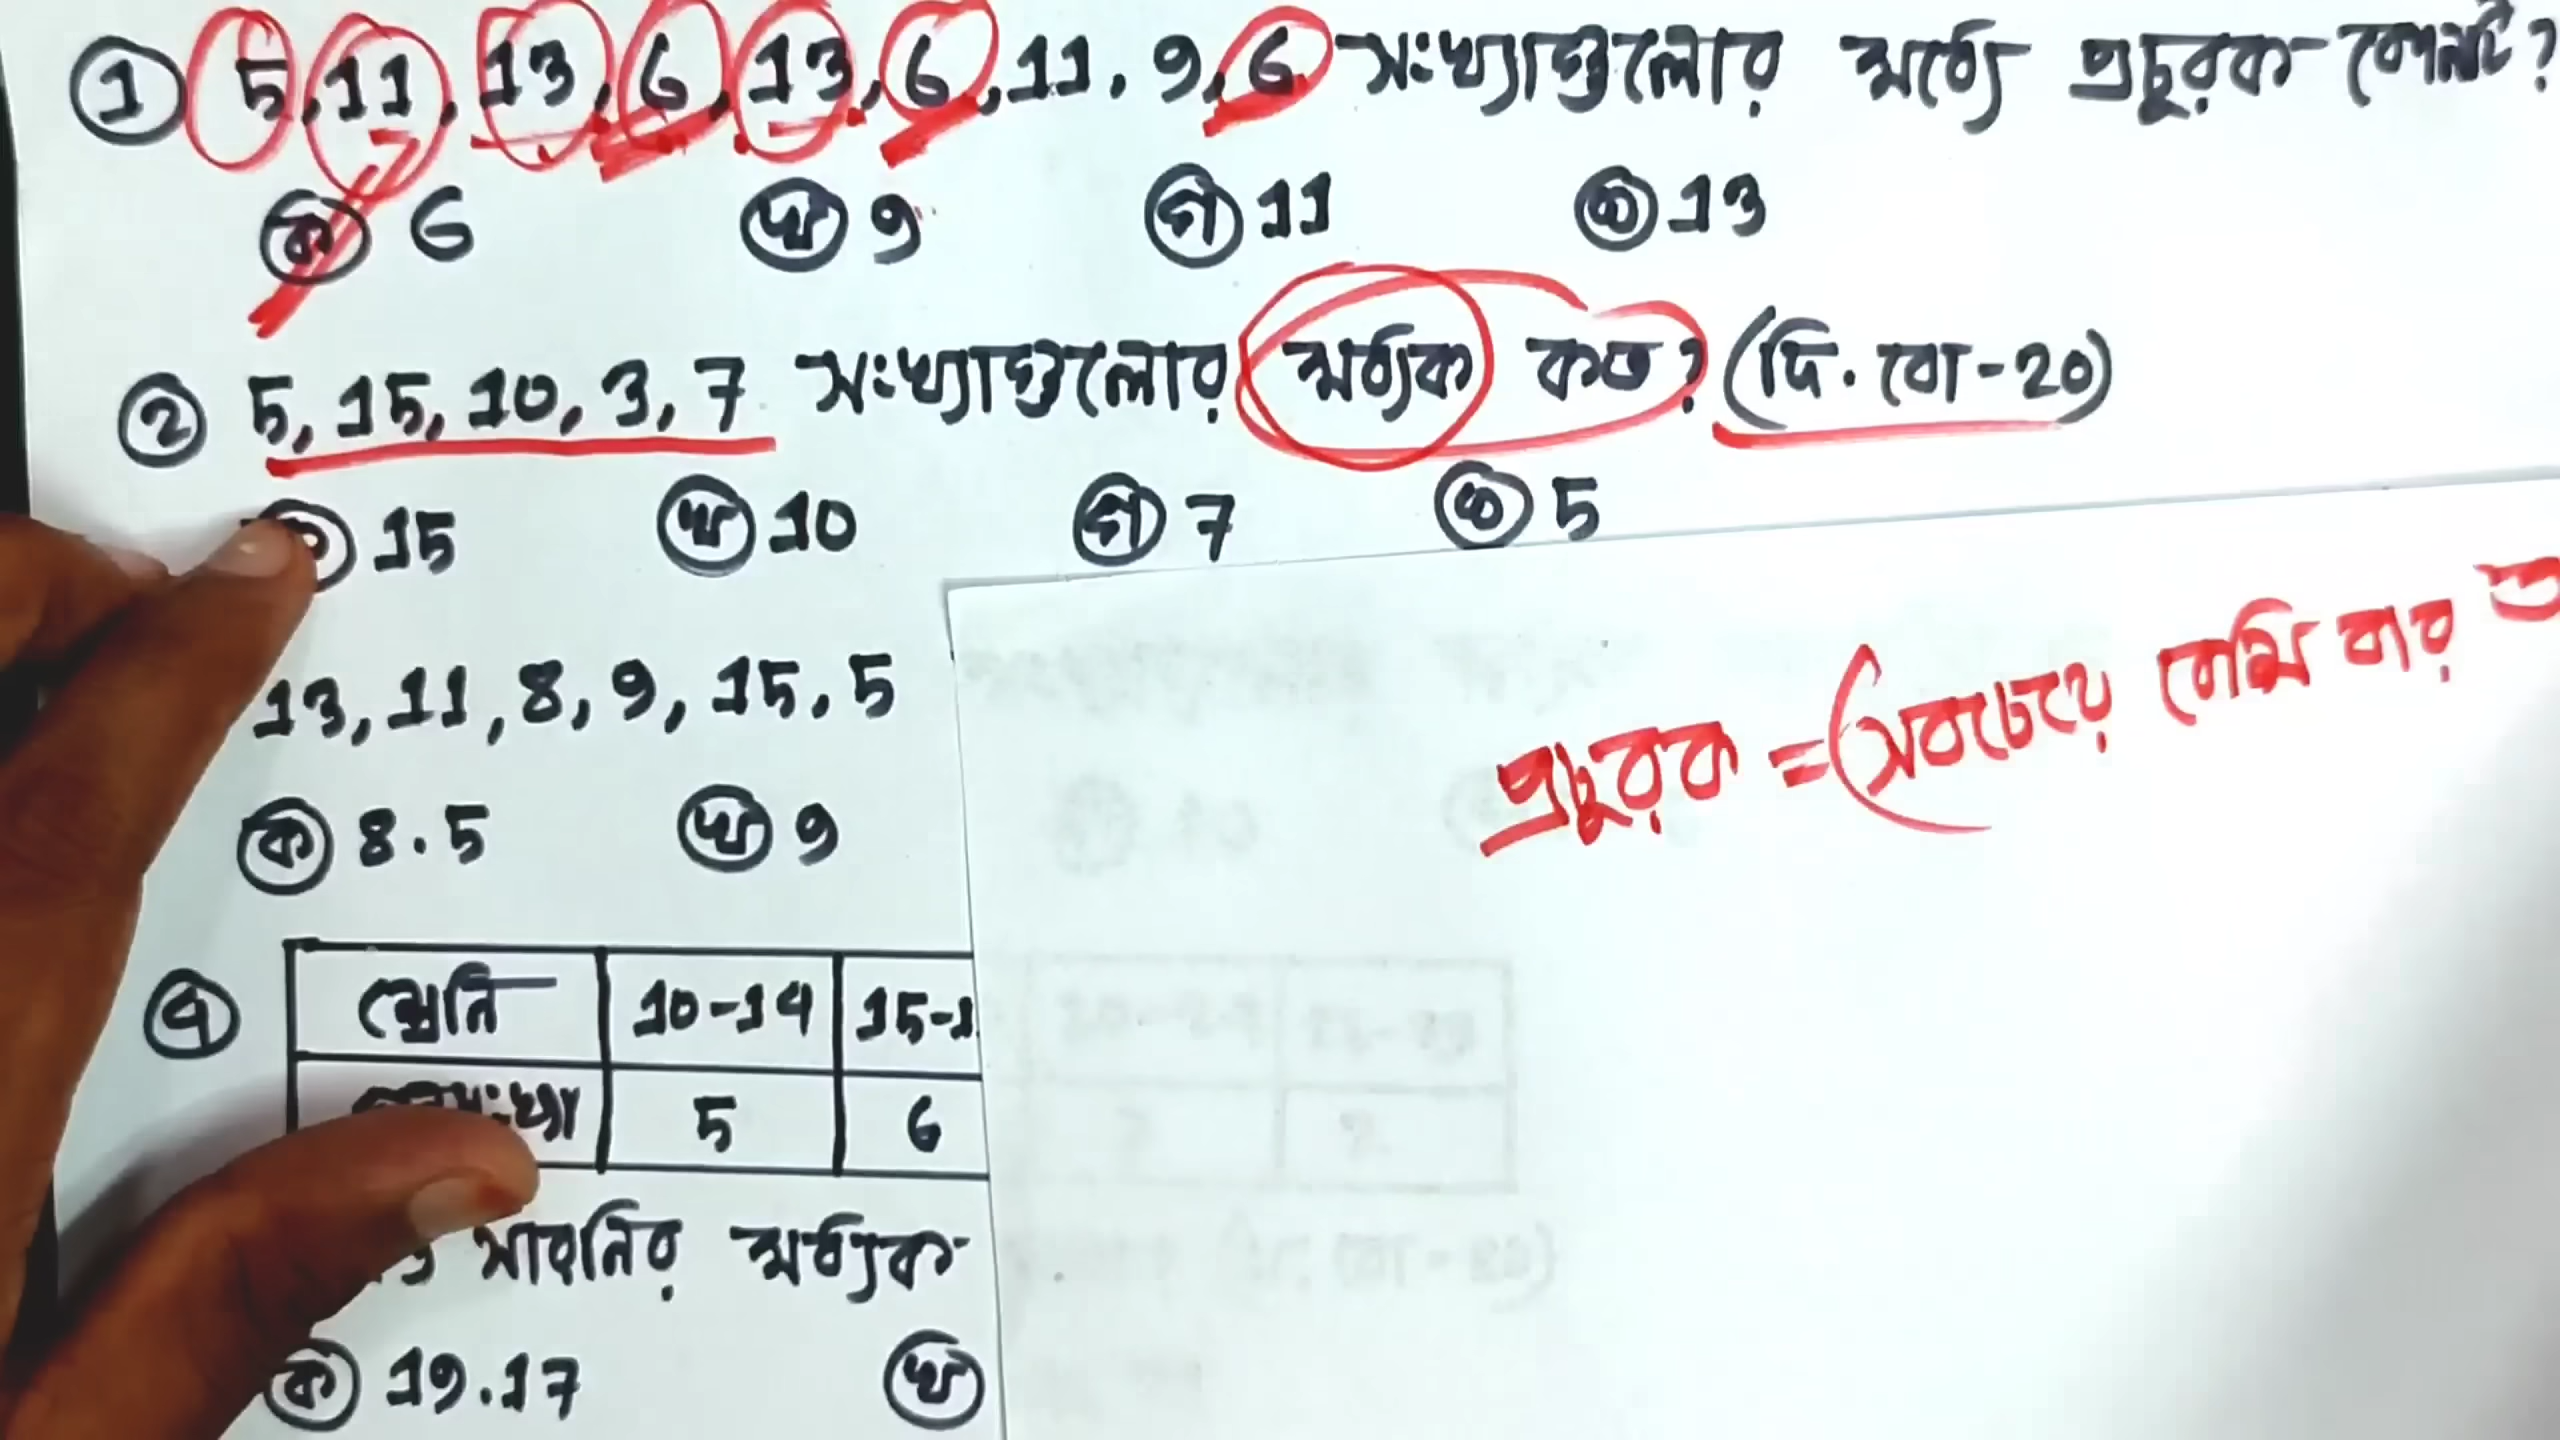 ① 5, 11, 13, 6, 13, 6, 11, 9, 6 সংখ্যাগুলোর মধ্যে প্রচুরক কোনটি?
ⓚ 6 ⓖ 9 গ 11 ঘ 13
② 5, 15, 10, 3, 7 সংখ্যাগুলোর মধ্যক কত? (দি. বো - 20)
15 খ 10 গ 7 ঘ 5
প্রচুরক = (সবচেয়ে বেশি বার
13, 11, 8, 9, 15, 5
ক 8.5 খ 9
④ শ্রেনি 10-14 15-1
5 6
সারনির মধ্যক
ক 19.17 খ